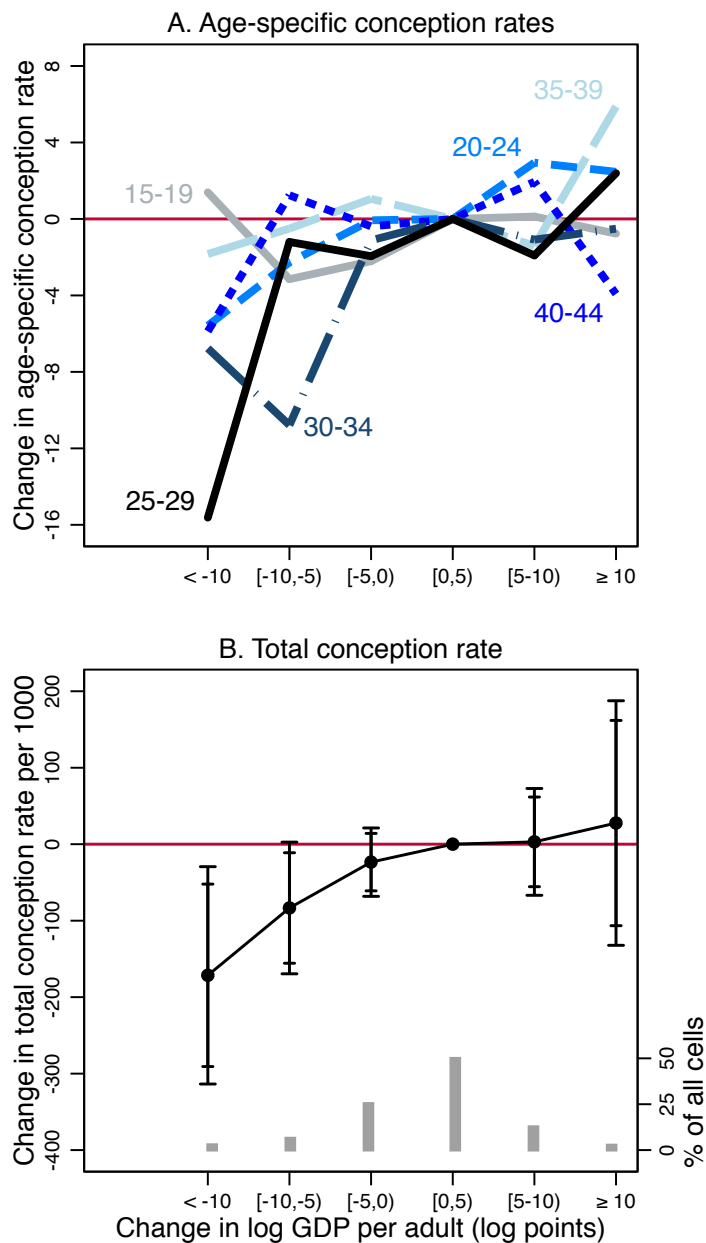 A. Age-specific conception rates
Change in age-specific conception rate
8
4
0
-4
-8
-12
-16
35-39
20-24
15-19
40-44
30-34
25-29
< -10 [-10,-5) [-5,0) [0,5) [5-10) ≥ 10
B. Total conception rate
Change in total conception rate per 1000
200
100
0
-100
-200
-300
-400
50
25
0
% of all cells
< -10 [-10,-5) [-5,0) [0,5) [5-10) ≥ 10
Change in log GDP per adult (log points)